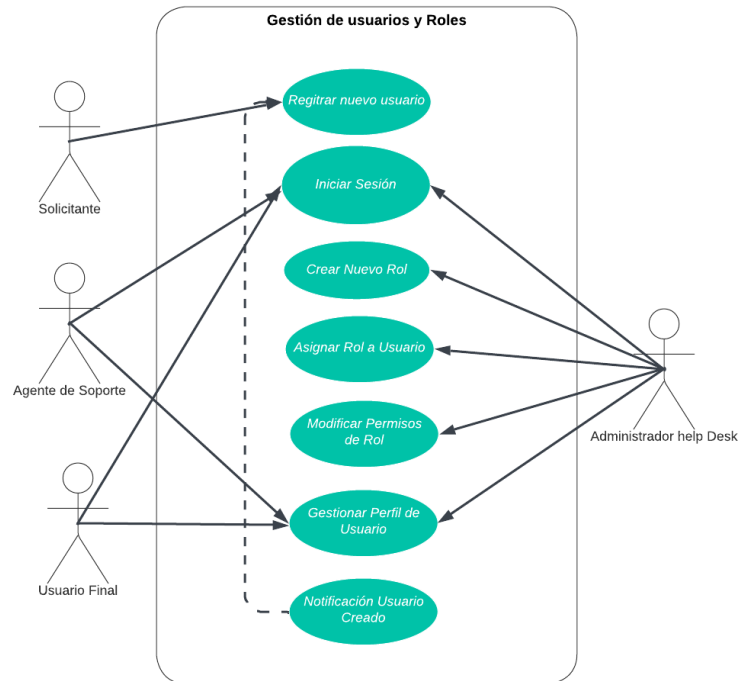 Gestión de usuarios y Roles
Regitrar nuevo usuario
Solicitante
Iniciar Sesión
Crear Nuevo Rol
Agente de Soporte
Asignar Rol a Usuario
Modificar Permisos
de Rol
Administrador help Desk
Gestionar Perfil de
Usuario
Usuario Final
Notificación Usuario
Creado